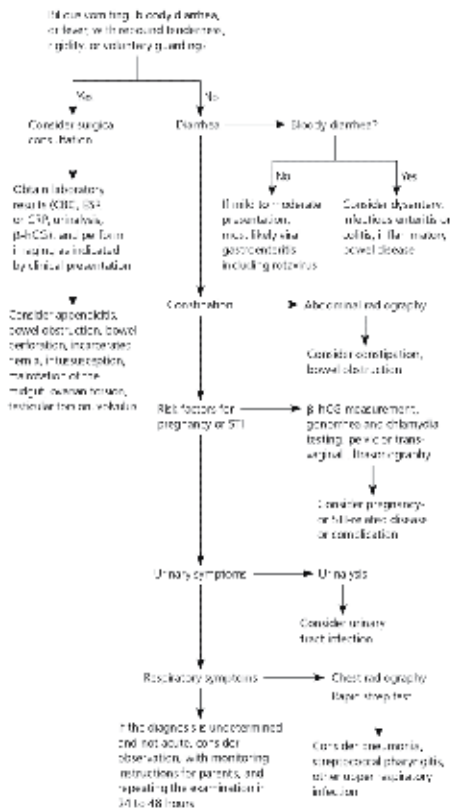 Bilious vomiting, bloody diarrhea,
or fever, with rebound tenderness,
rigidity, or voluntary guarding?
Yes
No
Consider surgical
consultation
Diarrhea
Bloody diarrhea?
No
Yes
Obtain laboratory
results (CBC, ESR
or CRP, urinalysis,
β-hCG), and perform
imaging as indicated
by clinical presentation
If mild to moderate
presentation,
most likely viral
gastroenteritis
including rotavirus
Consider dysentery,
infectious enteritis or
colitis, inflammatory
bowel disease
Constipation
Abdominal radiography
Consider appendicitis,
bowel obstruction, bowel
perforation, incarcerated
hernia, intussusception,
malrotation of the
midgut, ovarian torsion,
testicular torsion, volvulus
Consider constipation,
bowel obstruction
Risk factors for
pregnancy or STI
β-hCG measurement,
gonorrhea and chlamydia
testing, pelvic or trans-
vaginal ultrasonography
Consider pregnancy-
or STI-related disease
or complication
Urinary symptoms
Urinalysis
Consider urinary
tract infection
Respiratory symptoms
Chest radiography
Rapid strep test
If the diagnosis is undetermined
and not acute, consider
observation, with monitoring
instructions for parents, and
repeating the examination in
24 to 48 hours
Consider pneumonia,
streptococcal pharyngitis,
other upper respiratory
infection